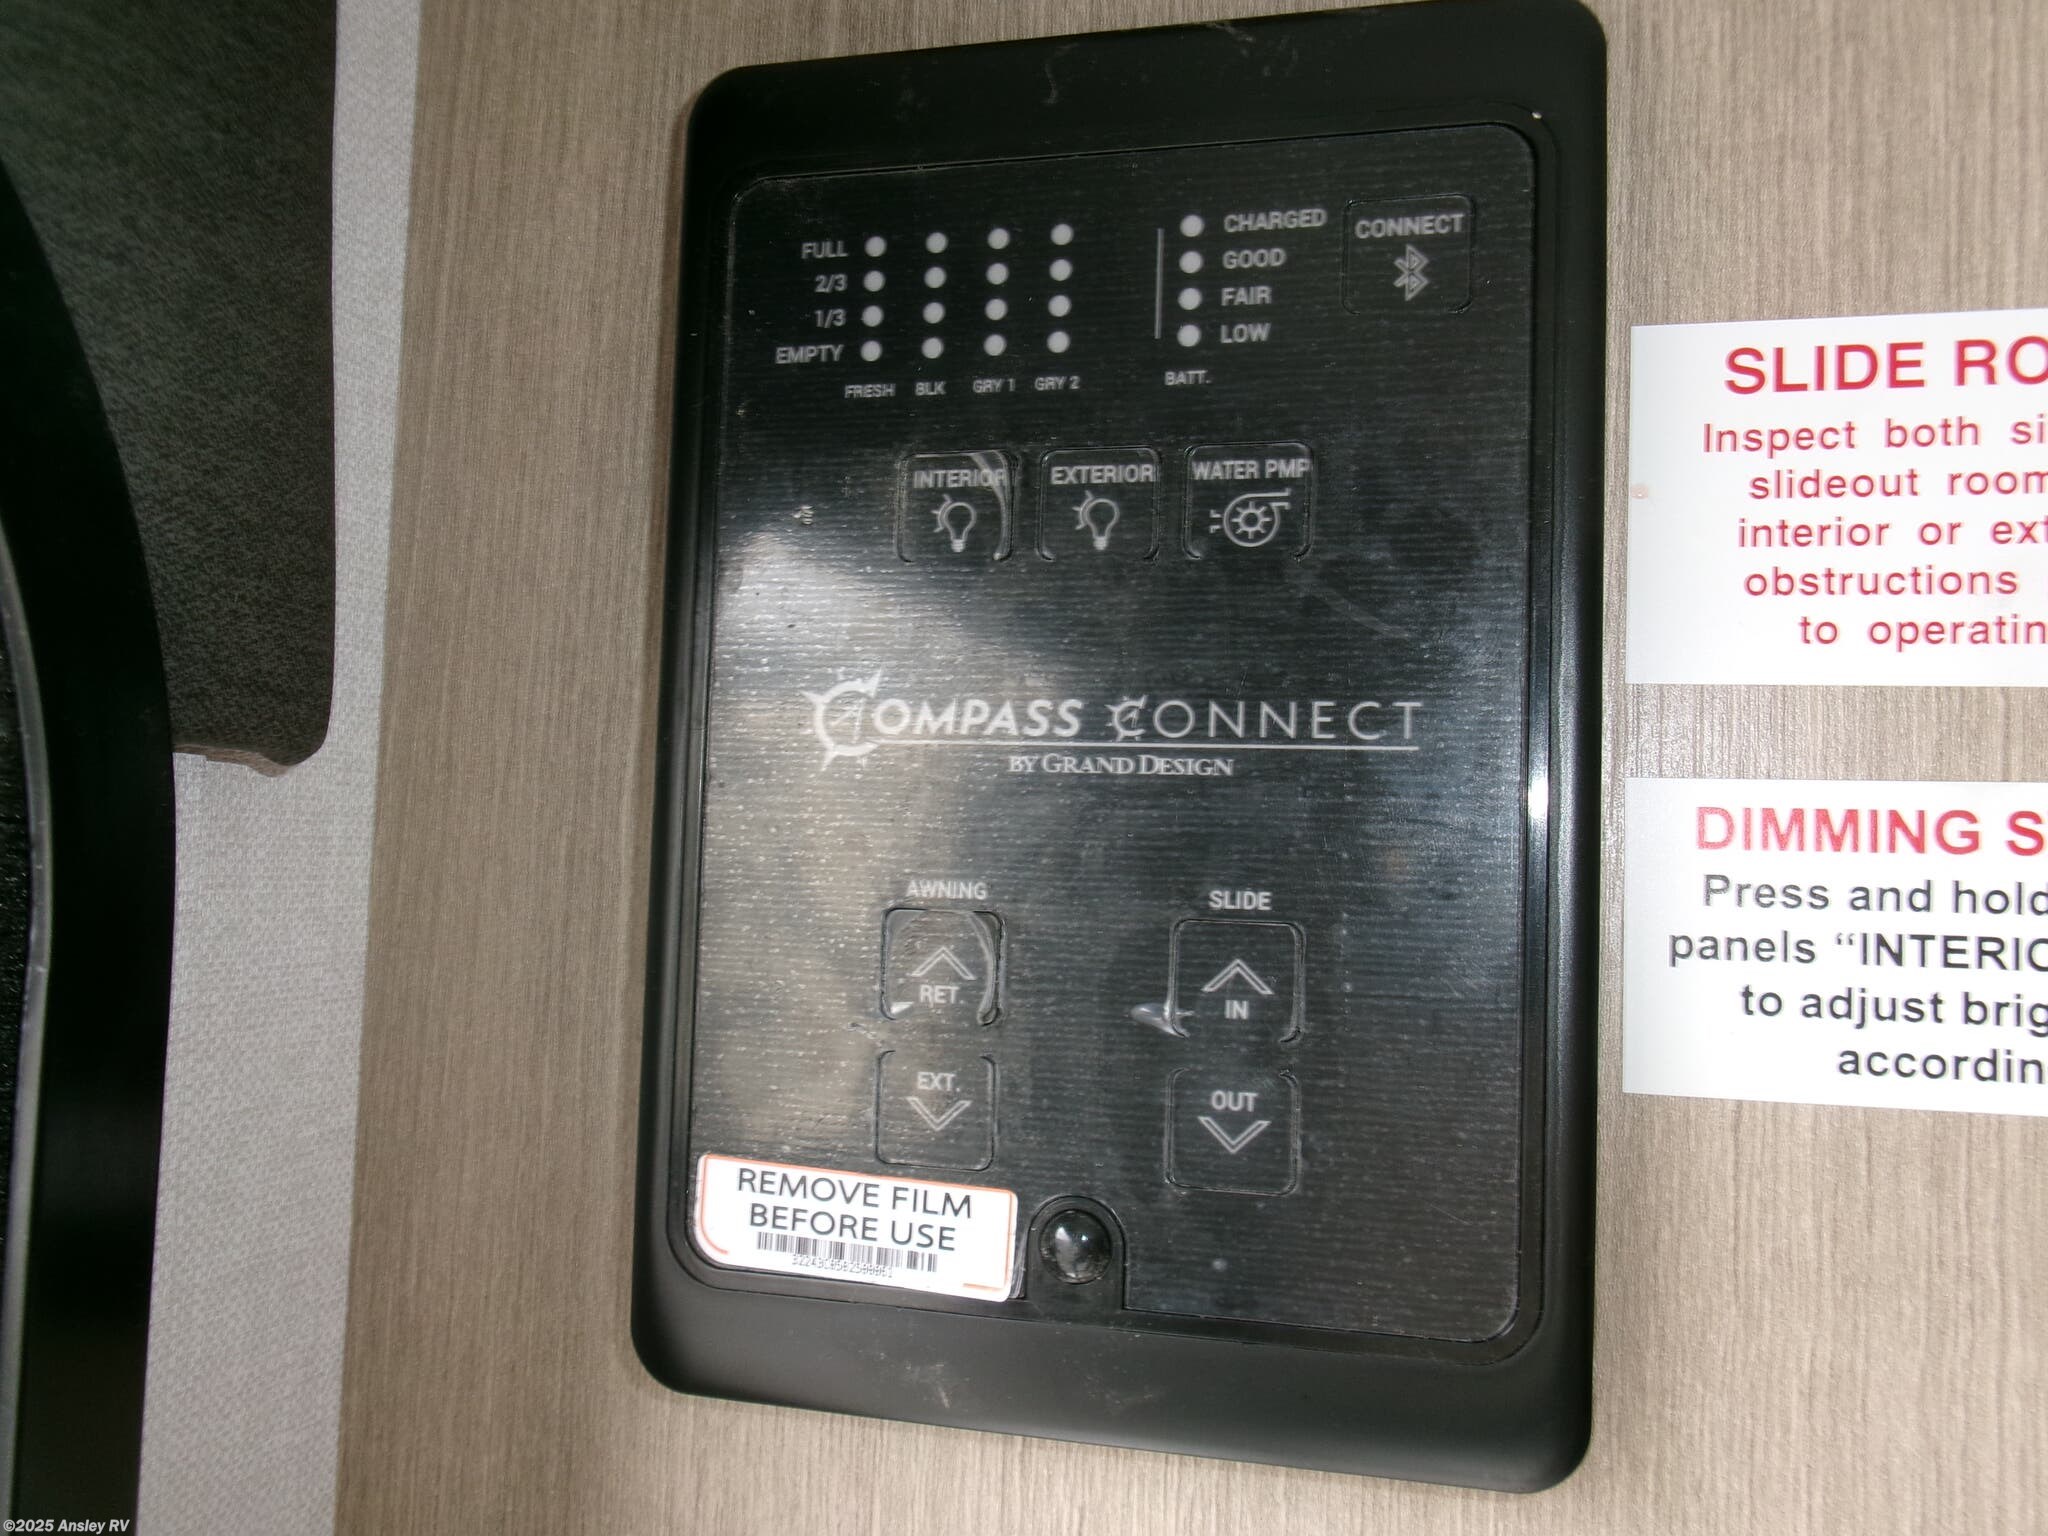 FULL
2/3
1/3
EMPTY
FRESH BLK GRY 1 GRY 2
CHARGED
GOOD
FAIR
LOW
BATT.
CONNECT
INTERIOR EXTERIOR WATER PMP
COMPASS CONNECT
BY GRAND DESIGN
AWNING
RET.
EXT.
SLIDE
IN
OUT
REMOVE FILM
BEFORE USE
SLIDE RO
Inspect both si
slideout room
interior or ext
obstructions
to operatin
DIMMING S
Press and hold
panels “INTERIO
to adjust brig
accordin
©2025 Ansley RV